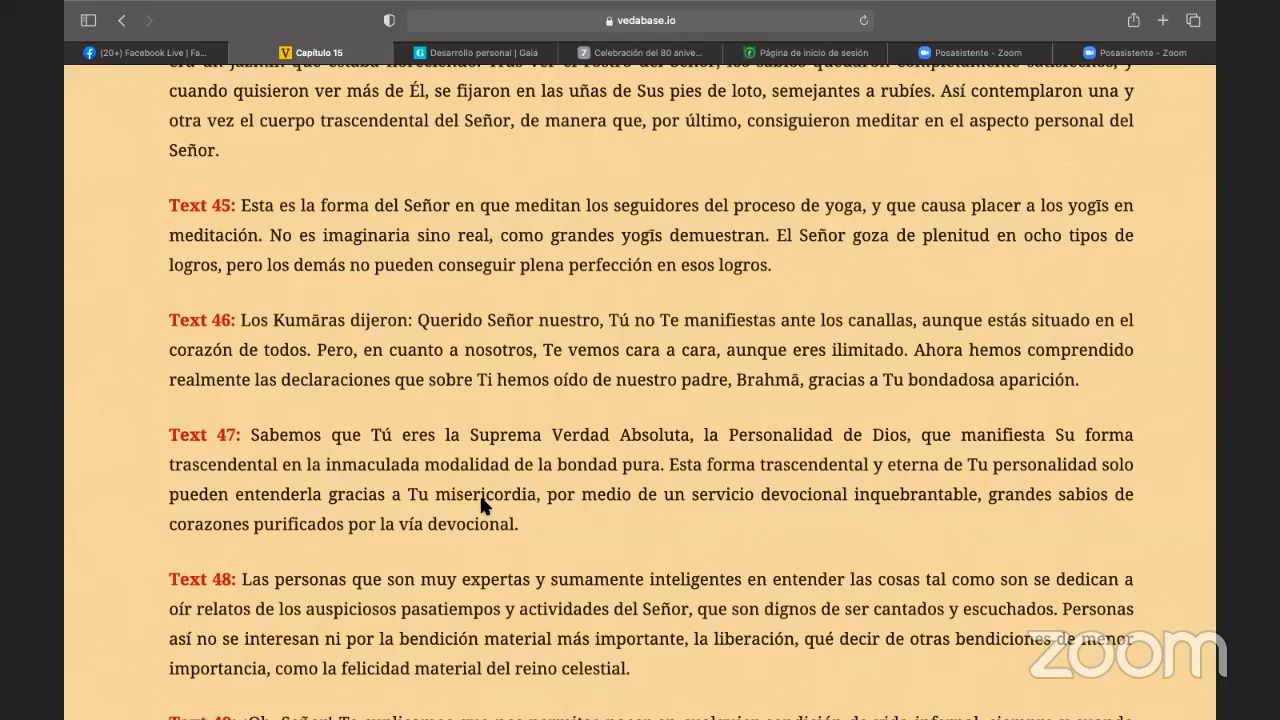 vedabase.io
(20+) Facebook Live | Fa...
Capítulo 15
Desarrollo personal | Gaia
Celebración del 80 anive...
Página de inicio de sesión
Posasistente - Zoom
Posasistente - Zoom
cuando quisieron ver más de Él, se fijaron en las uñas de Sus pies de loto, semejantes a rubíes. Así contemplaron una y
otra vez el cuerpo trascendental del Señor, de manera que, por último, consiguieron meditar en el aspecto personal del
Señor.
Text 45: Esta es la forma del Señor en que meditan los seguidores del proceso de yoga, y que causa placer a los yogīs en
meditación. No es imaginaria sino real, como grandes yogīs demuestran. El Señor goza de plenitud en ocho tipos de
logros, pero los demás no pueden conseguir plena perfección en esos logros.
Text 46: Los Kumāras dijeron: Querido Señor nuestro, Tú no Te manifiestas ante los canallas, aunque estás situado en el
corazón de todos. Pero, en cuanto a nosotros, Te vemos cara a cara, aunque eres ilimitado. Ahora hemos comprendido
realmente las declaraciones que sobre Ti hemos oído de nuestro padre, Brahmā, gracias a Tu bondadosa aparición.
Text 47: Sabemos que Tú eres la Suprema Verdad Absoluta, la Personalidad de Dios, que manifiesta Su forma
trascendental en la inmaculada modalidad de la bondad pura. Esta forma trascendental y eterna de Tu personalidad solo
pueden entenderla gracias a Tu misericordia, por medio de un servicio devocional inquebrantable, grandes sabios de
corazones purificados por la vía devocional.
Text 48: Las personas que son muy expertas y sumamente inteligentes en entender las cosas tal como son se dedican a
oír relatos de los auspiciosos pasatiempos y actividades del Señor, que son dignos de ser cantados y escuchados. Personas
así no se interesan ni por la bendición material más importante, la liberación, qué decir de otras bendiciones de menor
importancia, como la felicidad material del reino celestial.
zoom